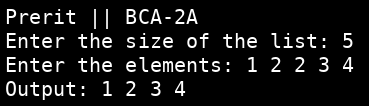 Prerit || BCA-2A
Enter the size of the list: 5
Enter the elements: 1 2 2 3 4
Output: 1 2 3 4